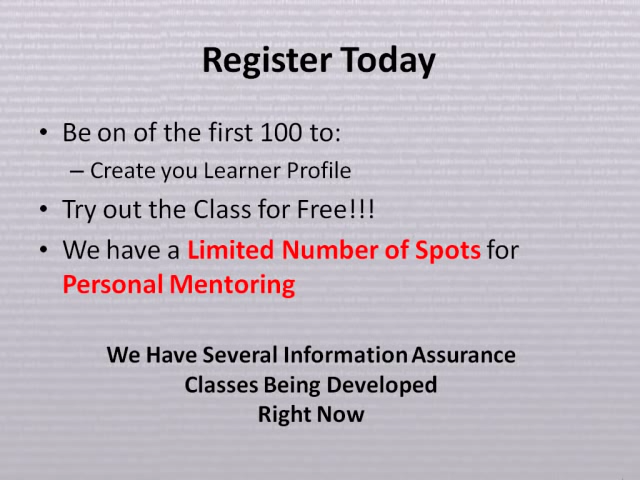 Register Today
• Be on of the first 100 to:
– Create you Learner Profile
• Try out the Class for Free!!!
• We have a Limited Number of Spots for
Personal Mentoring
We Have Several Information Assurance
Classes Being Developed
Right Now